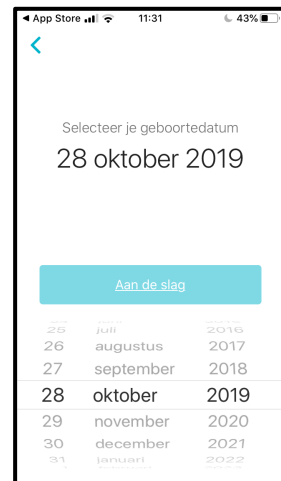 App Store 11:31 43%
Selecteer je geboortedatum
28 oktober 2019
Aan de slag
25 juli 2016
26 augustus 2017
27 september 2018
28 oktober 2019
29 november 2020
30 december 2021
31 januari 2022